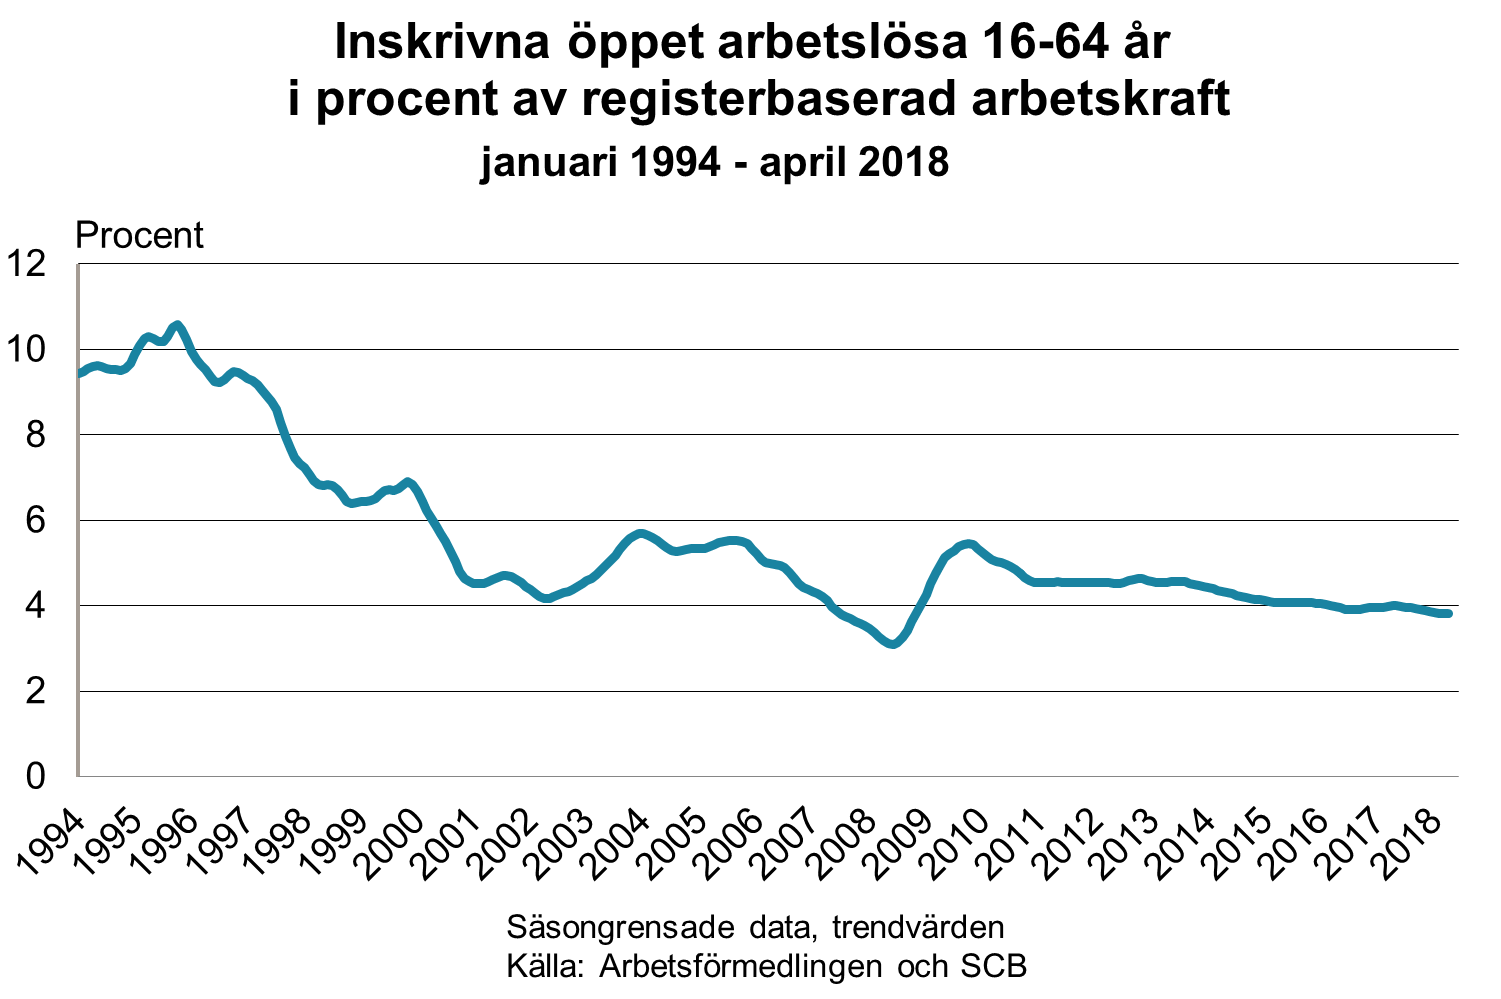 Inskrivna öppet arbetslösa 16-64 år
i procent av registerbaserad arbetskraft
januari 1994 - april 2018
Procent
12
10
8
6
4
2
0
1994 1995 1996 1997 1998 1999 2000 2001 2002 2003 2004 2005 2006 2007 2008 2009 2010 2011 2012 2013 2014 2015 2016 2017 2018
Säsongrensade data, trendvärden
Källa: Arbetsförmedlingen och SCB